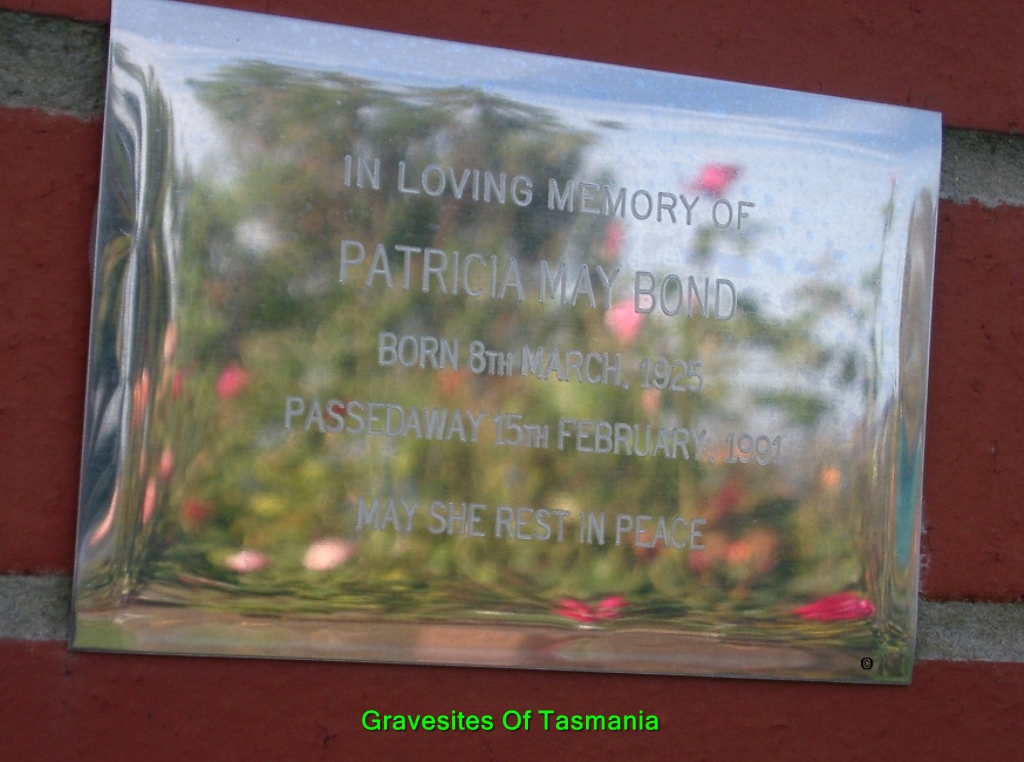 IN LOVING MEMORY OF
PATRICIA MAY BOND
BORN 8TH MARCH, 1925
PASSEDAWAY 15TH FEBRUARY, 1991
MAY SHE REST IN PEACE
©
Gravesites Of Tasmania